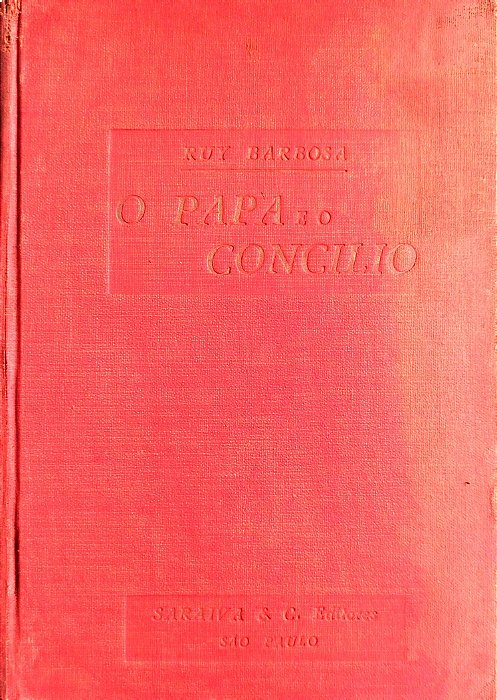 RUY BARBOSA
O PAPA E O
CONCILIO
SARAIVA & C. Editores
SÃO PAULO